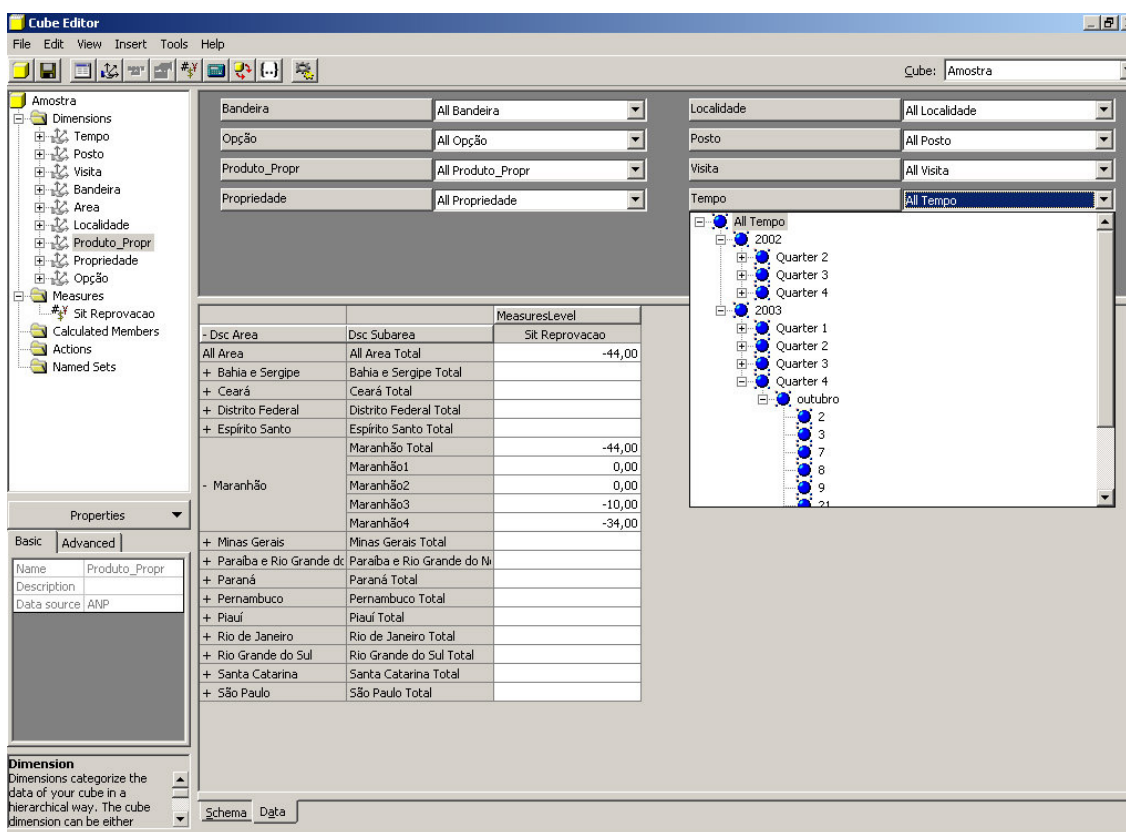 Cube Editor
File Edit View Insert Tools Help
Cube: Amostra
Amostra
Dimensions
Tempo
Posto
Visita
Bandeira
Area
Localidade
Produto_Propr
Propriedade
Opção
Measures
Sit Reprovacao
Calculated Members
Actions
Named Sets
Properties
Basic Advanced
Name Produto_Propr
Description
Data source ANP
Dimension
Dimensions categorize the
data of your cube in a
hierarchical way. The cube
dimension can be either
Bandeira All Bandeira
Opção All Opção
Produto_Propr All Produto_Propr
Propriedade All Propriedade
Localidade All Localidade
Posto All Posto
Visita All Visita
Tempo All Tempo
All Tempo
2002
Quarter 2
Quarter 3
Quarter 4
2003
Quarter 1
Quarter 2
Quarter 3
Quarter 4
outubro
2
3
7
8
9
21
MeasuresLevel
- Dsc Area Dsc Subarea Sit Reprovacao
All Area All Area Total -44,00
+ Bahia e Sergipe Bahia e Sergipe Total
+ Ceará Ceará Total
+ Distrito Federal Distrito Federal Total
+ Espírito Santo Espírito Santo Total
- Maranhão Maranhão Total -44,00
Maranhão1 0,00
Maranhão2 0,00
Maranhão3 -10,00
Maranhão4 -34,00
+ Minas Gerais Minas Gerais Total
+ Paraíba e Rio Grande do Paraíba e Rio Grande do
+ Paraná Paraná Total
+ Pernambuco Pernambuco Total
+ Piauí Piauí Total
+ Rio de Janeiro Rio de Janeiro Total
+ Rio Grande do Sul Rio Grande do Sul Total
+ Santa Catarina Santa Catarina Total
+ São Paulo São Paulo Total
Schema Data